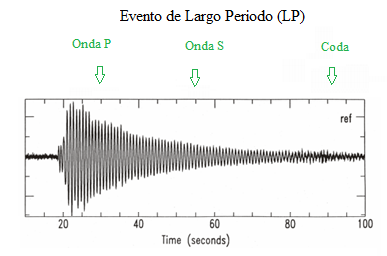 Evento de Largo Periodo (LP)
Onda P Onda S Coda
ref
20 40 60 80 100
Time (seconds)